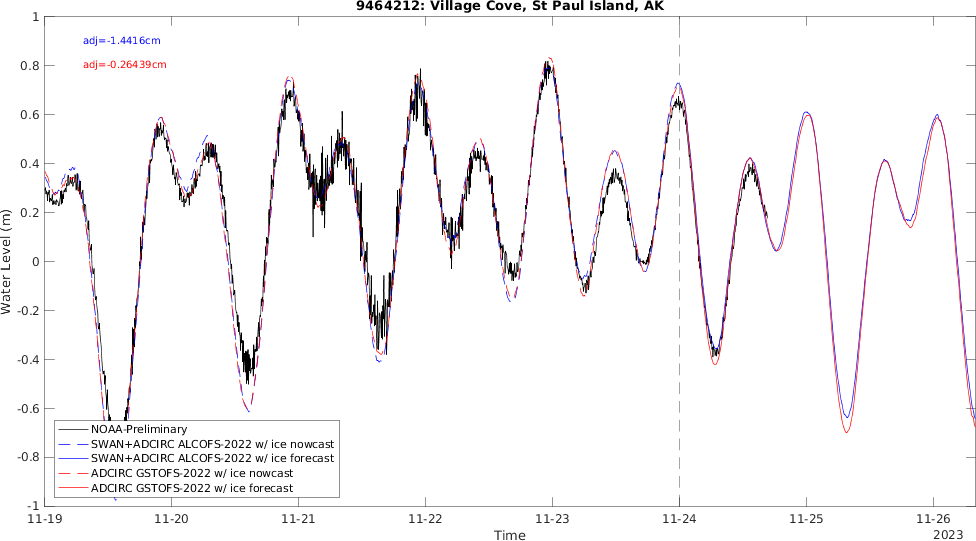 9464212: Village Cove, St Paul Island, AK
adj=-1.4416cm
adj=-0.26439cm
1
0.8
0.6
0.4
0.2
0
-0.2
-0.4
-0.6
-0.8
-1
Water Level (m)
NOAA-Preliminary
SWAN+ADCIRC ALCOFS-2022 w/ ice nowcast
SWAN+ADCIRC ALCOFS-2022 w/ ice forecast
ADCIRC GSTOFS-2022 w/ ice nowcast
ADCIRC GSTOFS-2022 w/ ice forecast
11-19 11-20 11-21 11-22 11-23 11-24 11-25 11-26
Time
2023